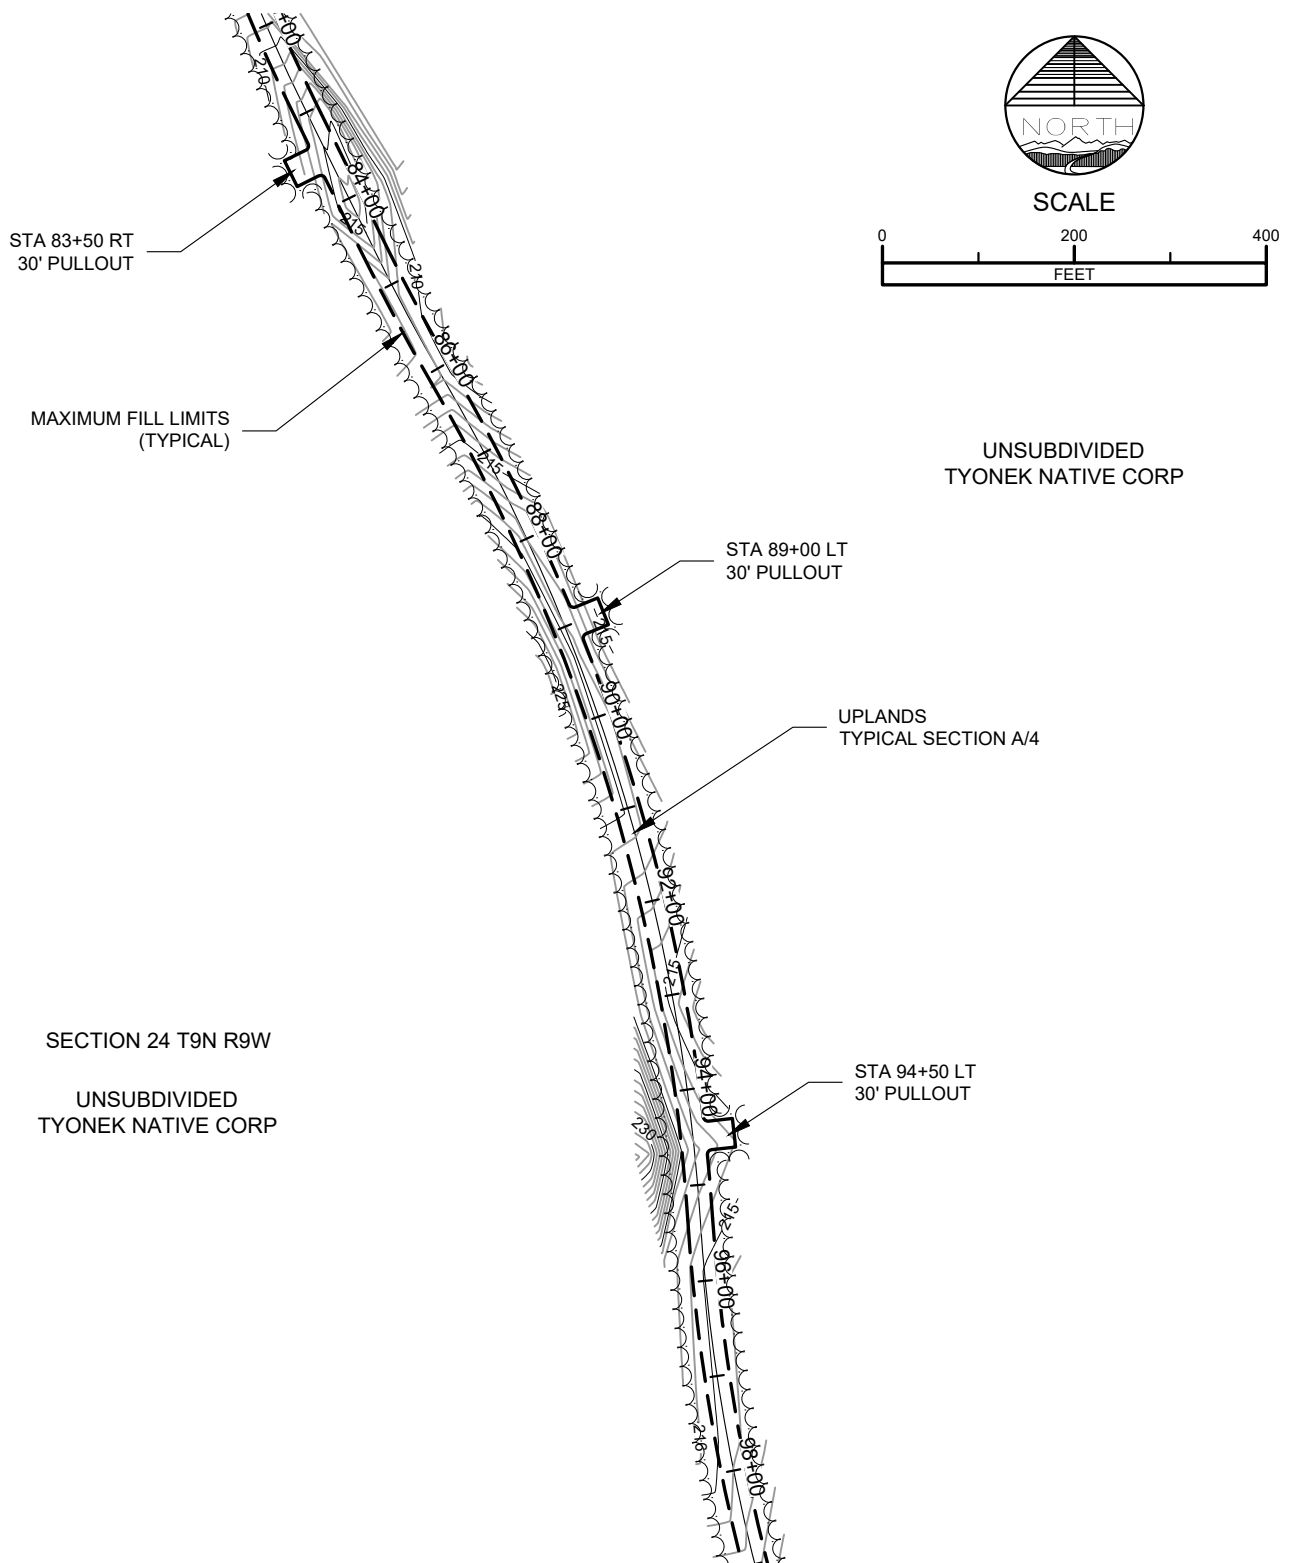 +00
210
NORTH
SCALE
0 200 400
FEET
84+00
215
STA 83+50 RT
30' PULLOUT
210
86+00
MAXIMUM FILL LIMITS
(TYPICAL)
UNSUBDIVIDED
TYONEK NATIVE CORP
215
88+00
STA 89+00 LT
30' PULLOUT
215
225
90+00
UPLANDS
TYPICAL SECTION A/4
92+00
215
SECTION 24 T9N R9W
94+00
STA 94+50 LT
30' PULLOUT
UNSUBDIVIDED
TYONEK NATIVE CORP
230
215
96+00
98+00